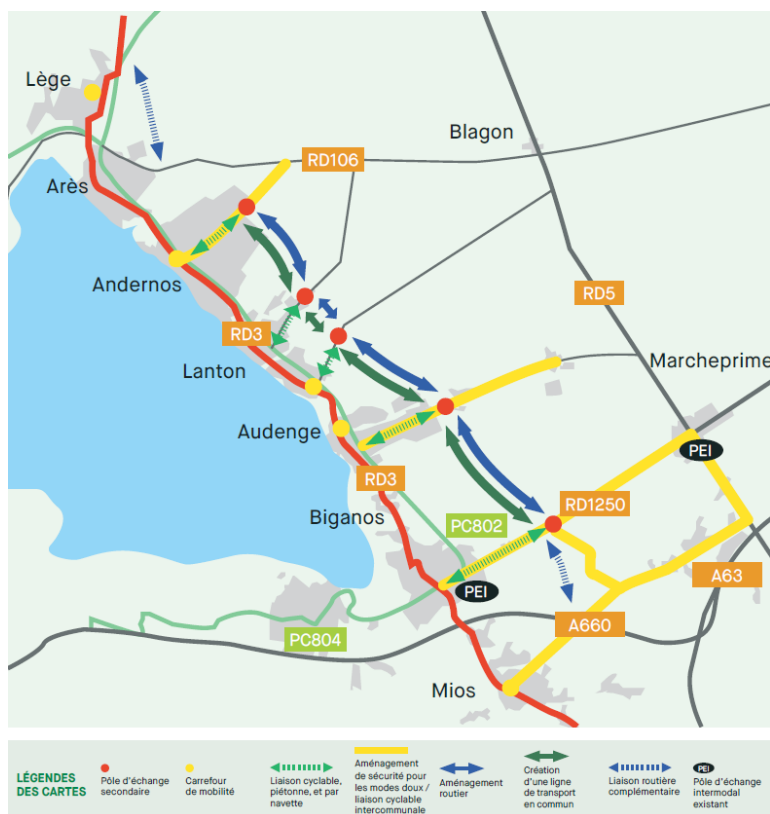 Lège
Blagon
RD106
Arès
Andernos
RD5
RD3
Marcheprime
Lanton
Audenge
PEI
RD3
RD1250
Biganos
PC802
A63
PEI
A660
PC804
Mios
LÉGENDES
DES CARTES
Pôle d'échange
secondaire
Carrefour
de mobilité
Liaison cyclable,
piétonne, et par
navette
Aménagement
de sécurité pour
les modes doux /
liaison cyclable
intercommunale
Aménagement
routier
Création
d'une ligne
de transport
en commun
Liaison routière
complémentaire
PEI
Pôle d'échange
intermodal
existant